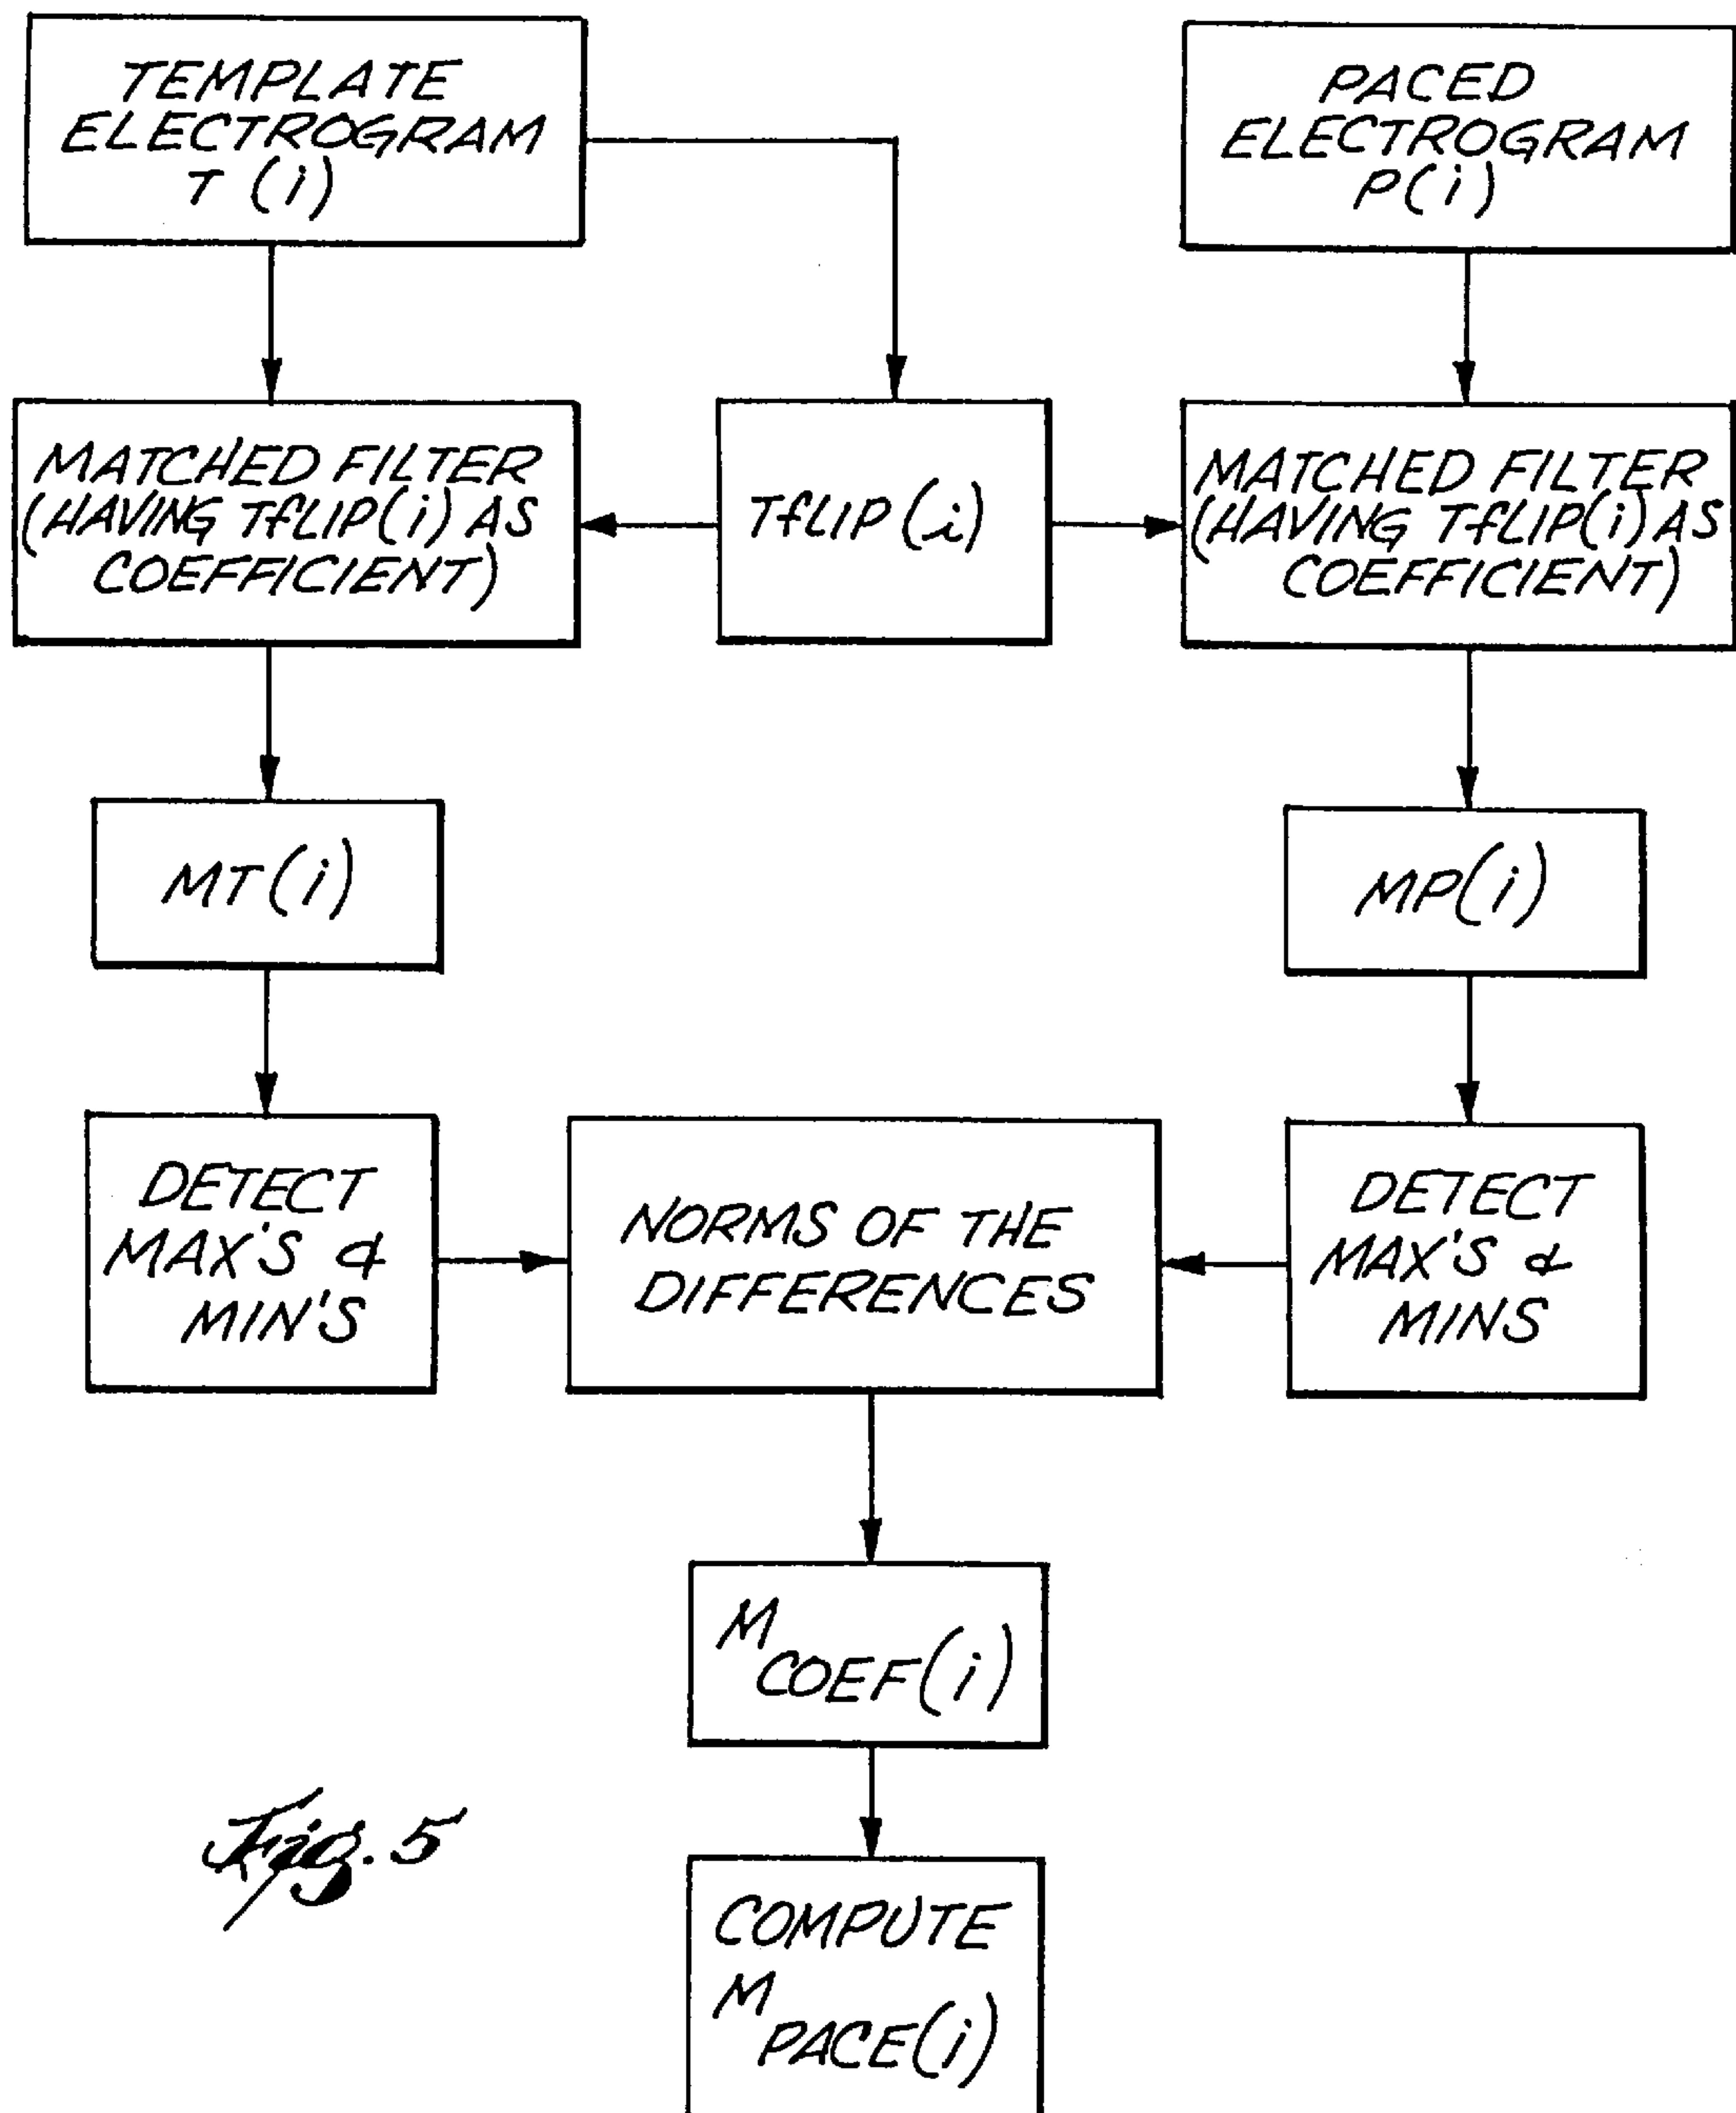 TEMPLATE
ELECTROGRAM
T (i)
PACED
ELECTROGRAM
P(i)
MATCHED FILTER
(HAVING TfLIP(i) AS
COEFFICIENT)
TfLIP (i)
MATCHED FILTER
(HAVING TfLIP(i) AS
COEFFICIENT)
MT(i)
MP(i)
DETECT
MAX'S &
MIN'S
NORMS OF THE
DIFFERENCES
DETECT
MAX'S &
MINS
M
COEF(i)
COMPUTE
M
PACE(i)
Fig. 5